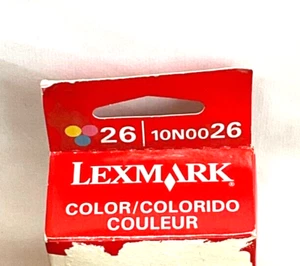 26 | 10N0026
LEXMARK
COLOR/COLORIDO
COULEUR